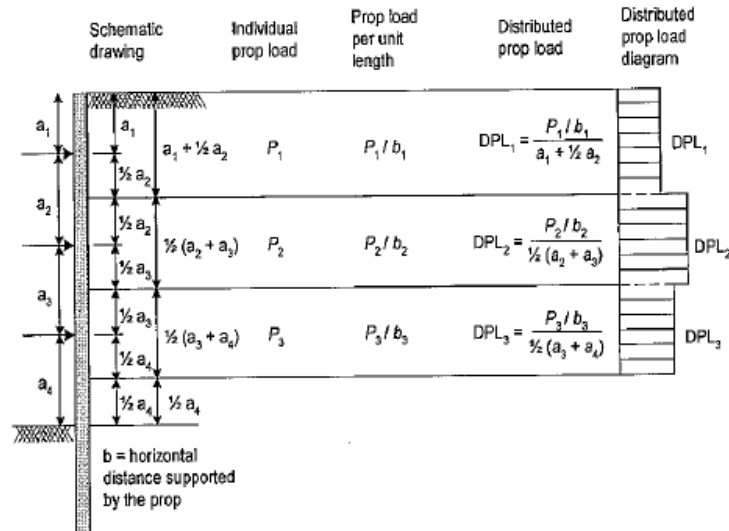 Schematic drawing
Individual prop load
Prop load per unit length
Distributed prop load
Distributed prop load diagram
a₁
a₁
a₁ + ½ a₂
P₁
P₁ / b₁
DPL₁ = P₁ / b₁ / a₁ + ½ a₂
DPL₁
½ a₂
a₂
½ a₂
½ (a₂ + a₃)
P₂
P₂ / b₂
DPL₂ = P₂ / b₂ / ½ (a₂ + a₃)
DPL₂
½ a₃
a₃
½ a₃
½ (a₃ + a₄)
P₃
P₃ / b₃
DPL₃ = P₃ / b₃ / ½ (a₃ + a₄)
DPL₃
½ a₄
a₄
½ a₄
½ a₄
b = horizontal
distance supported
by the prop